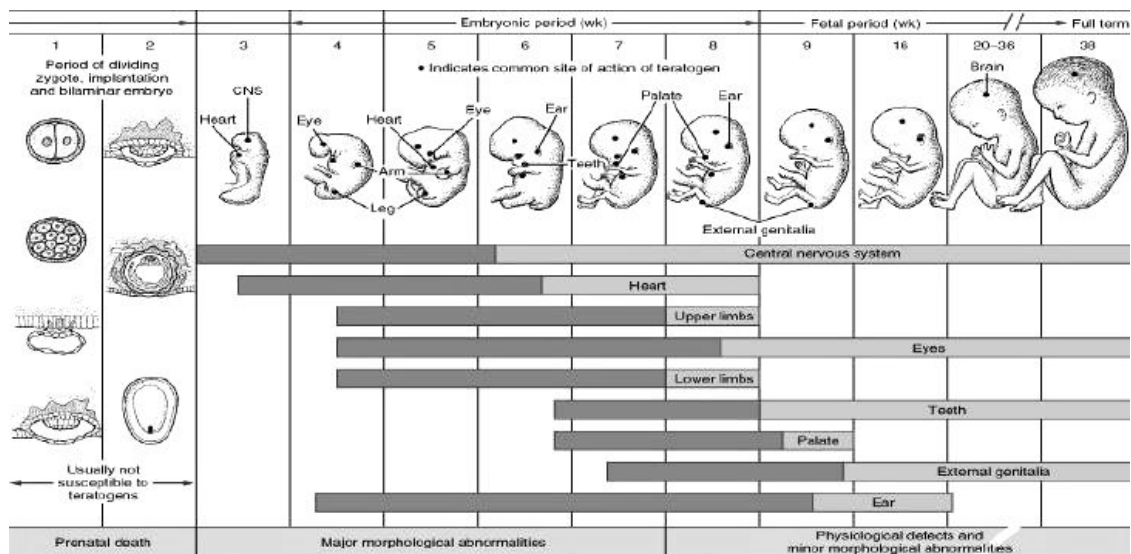 Embryonic period (wk)
Fetal period (wk)
Full term
1
2
3
4
5
6
7
8
9
16
20–36
38
Period of dividing
zygote, implantation
and bilaminar embryo
• Indicates common site of action of teratogen
CNS
Heart
Eye
Heart
Eye
Ear
Palate
Ear
Brain
Arm
Teeth
Leg
External genitalia
Central nervous system
Heart
Upper limbs
Eyes
Lower limbs
Teeth
Palate
External genitalia
Ear
Usually not
susceptible to
teratogens
Prenatal death
Major morphological abnormalities
Physiological defects and
minor morphological abnormalities